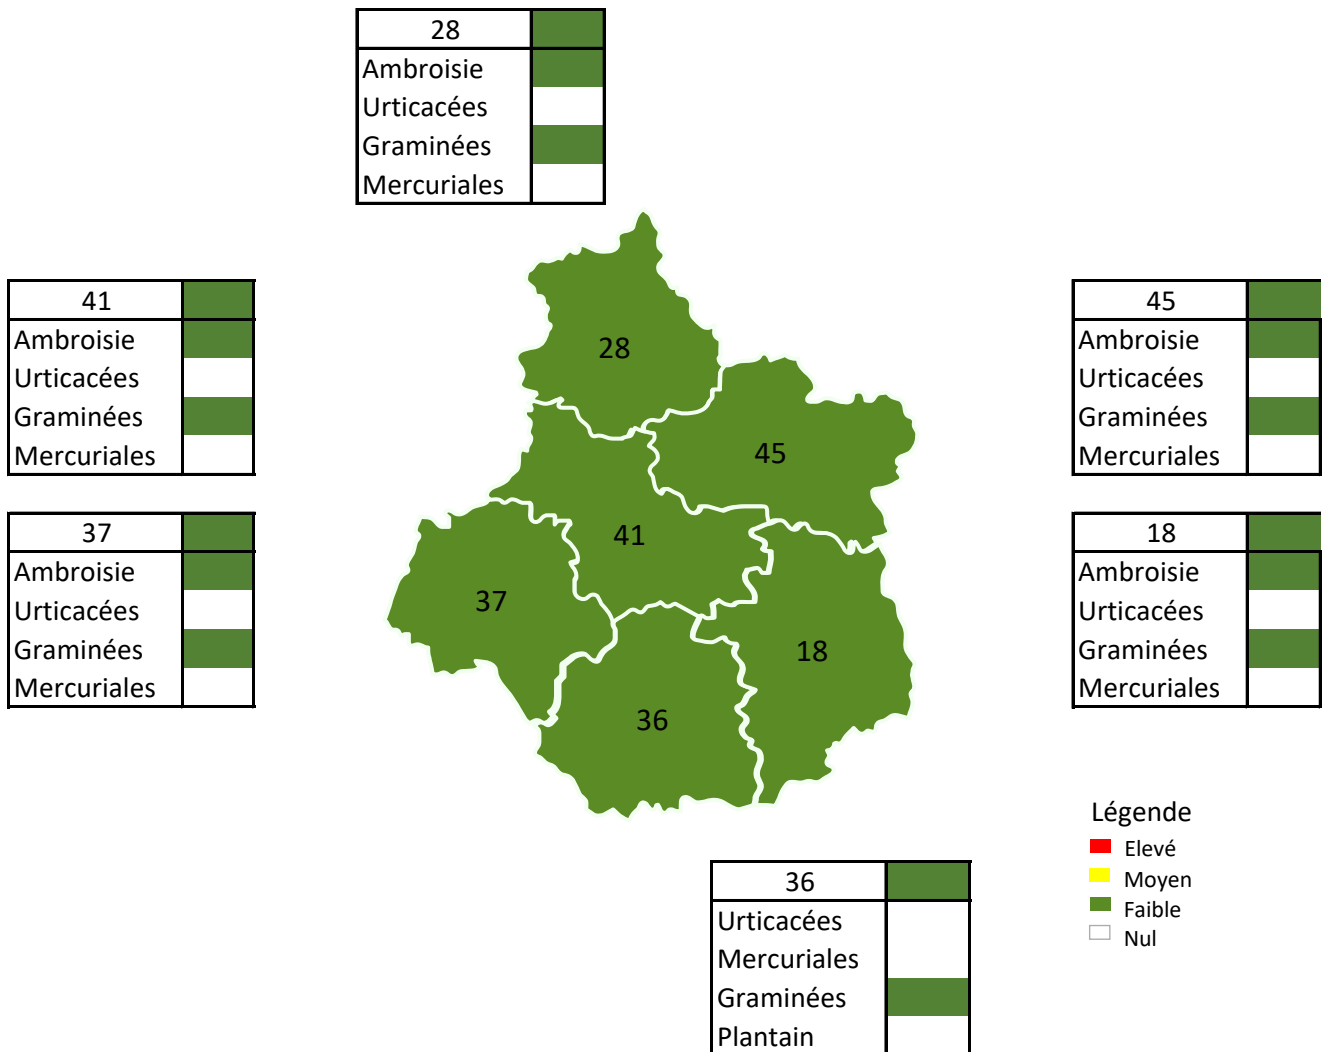 28
Ambroisie
Urticacées
Graminées
Mercuriales
41
Ambroisie
Urticacées
Graminées
Mercuriales
37
Ambroisie
Urticacées
Graminées
Mercuriales
28
45
41
37
18
36
45
Ambroisie
Urticacées
Graminées
Mercuriales
18
Ambroisie
Urticacées
Graminées
Mercuriales
Légende
Elevé
Moyen
Faible
Nul
36
Urticacées
Mercuriales
Graminées
Plantain